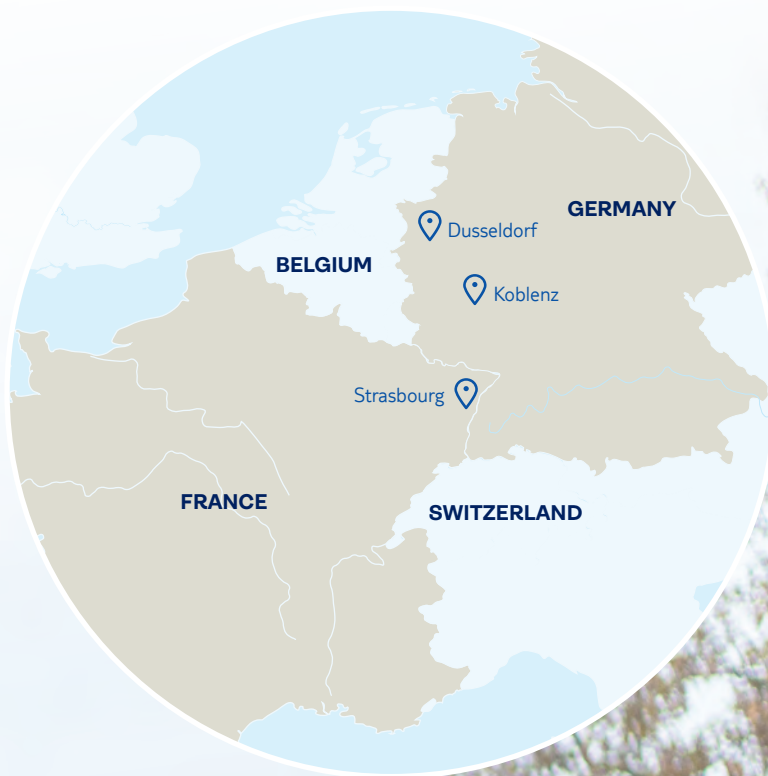 GERMANY
Dusseldorf
BELGIUM
Koblenz
Strasbourg
FRANCE
SWITZERLAND